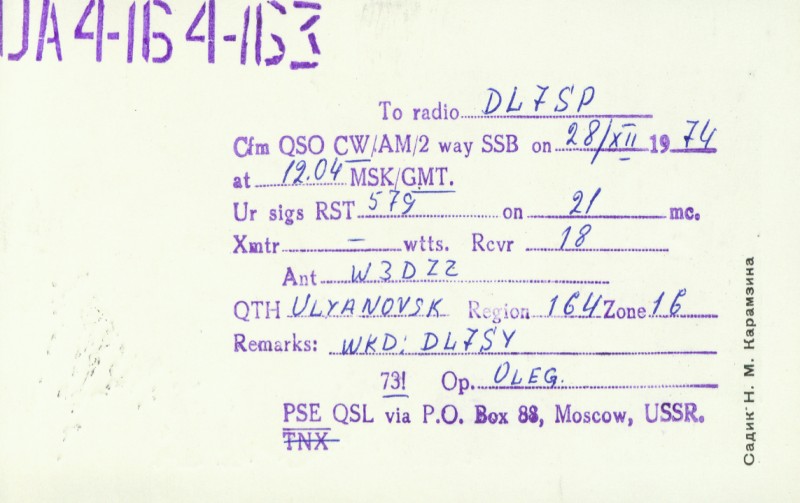 UA4-164-163
To radio DL7SP
Cfm QSO CW/AM/2 way SSB on 28/XII 1974
at 12.04 MSK/GMT.
Ur sigs RST 579 on 21 mc.
Xmtr — wtts. Rcvr 18
Ant W3DZZ
QTH ULYANOVSK Region 164 Zone 16
Remarks: WKD: DL7SY
73! Op. OLEG.
PSE QSL via P.O. Box 88, Moscow, USSR.
TNX
Садик Н. М. Карамзина